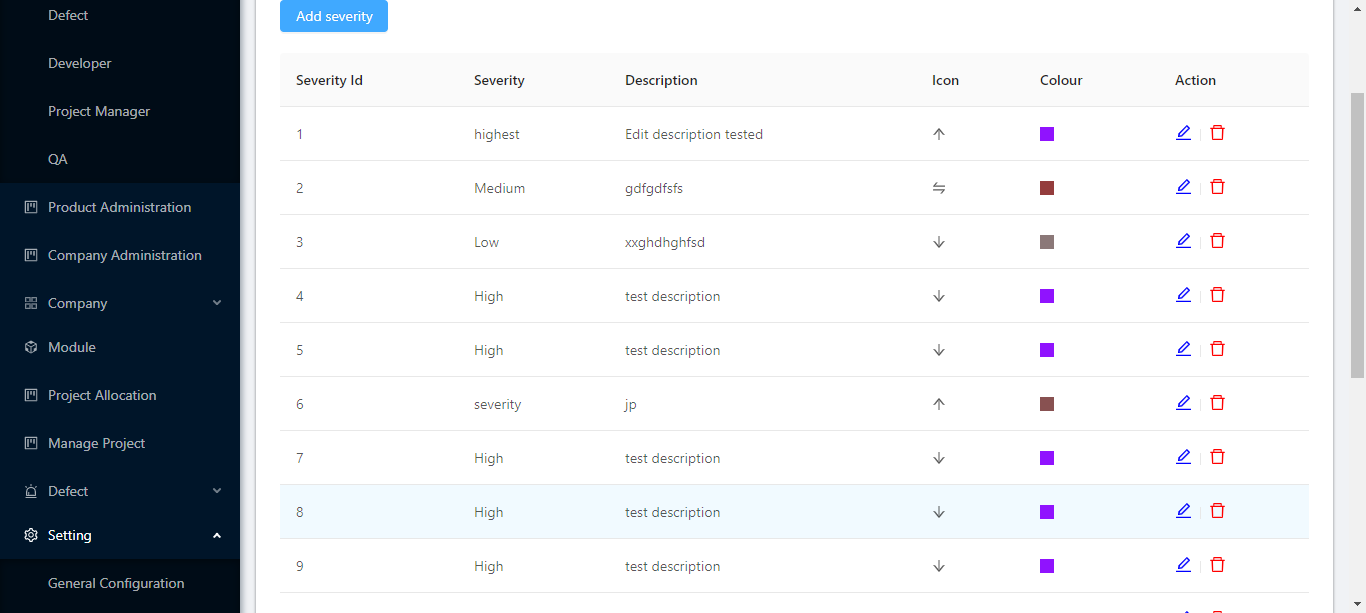 Defect
Developer
Project Manager
QA
Product Administration
Company Administration
Company
Module
Project Allocation
Manage Project
Defect
Setting
General Configuration
Add severity
Severity Id Severity Description Icon Colour Action
1 highest Edit description tested
2 Medium gdfgdfsfs
3 Low xxghdhghfsd
4 High test description
5 High test description
6 severity jp
7 High test description
8 High test description
9 High test description